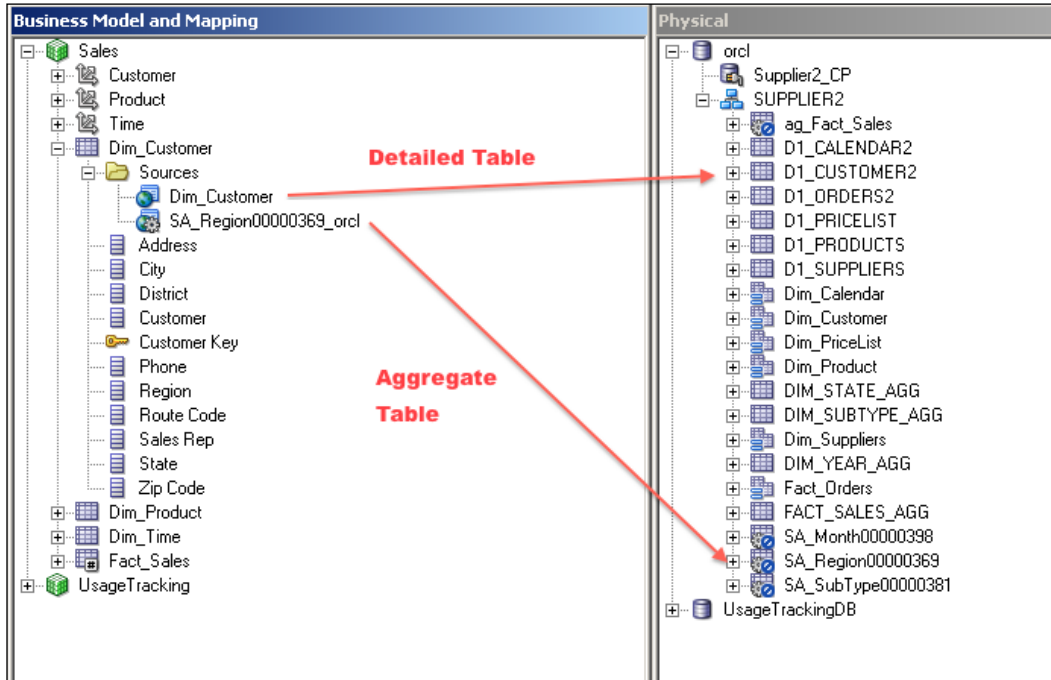 Business Model and Mapping
Sales
Customer
Product
Time
Dim_Customer
Sources
Dim_Customer
SA_Region00000369_orcl
Address
City
District
Customer
Customer Key
Phone
Region
Route Code
Sales Rep
State
Zip Code
Dim_Product
Dim_Time
Fact_Sales
UsageTracking
Detailed Table
Aggregate
Table
Physical
orcl
Supplier2_CP
SUPPLIER2
ag_Fact_Sales
D1_CALENDAR2
D1_CUSTOMER2
D1_ORDERS2
D1_PRICELIST
D1_PRODUCTS
D1_SUPPLIERS
Dim_Calendar
Dim_Customer
Dim_PriceList
Dim_Product
DIM_STATE_AGG
DIM_SUBTYPE_AGG
Dim_Suppliers
DIM_YEAR_AGG
Fact_Orders
FACT_SALES_AGG
SA_Month00000398
SA_Region00000369
SA_SubType00000381
UsageTrackingDB